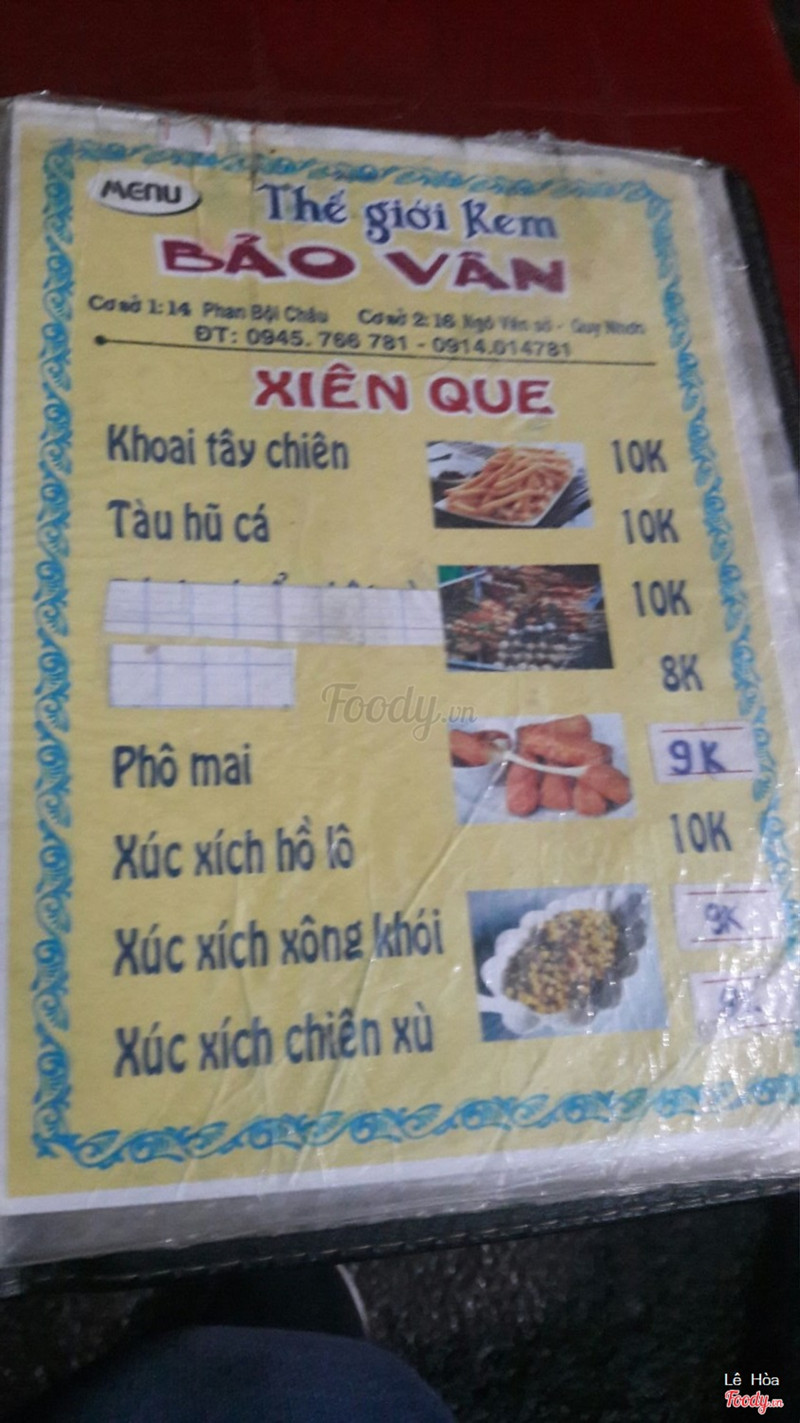 MENU
Thế giới Kem
BẢO VÂN
Cơ sở 1: 14 Phan Bội Châu Cơ sở 2: 16 Ngô Văn sở - Quy Nhơn
ĐT: 0945. 766 781 - 0914.014781
XIÊN QUE
Khoai tây chiên 10K
Tàu hũ cá 10K
10K
8K
Phô mai 9K
Xúc xích hồ lô 10K
Xúc xích xông khói 9K
Xúc xích chiên xù
Foody.vn
Lê Hòa
Foody.vn